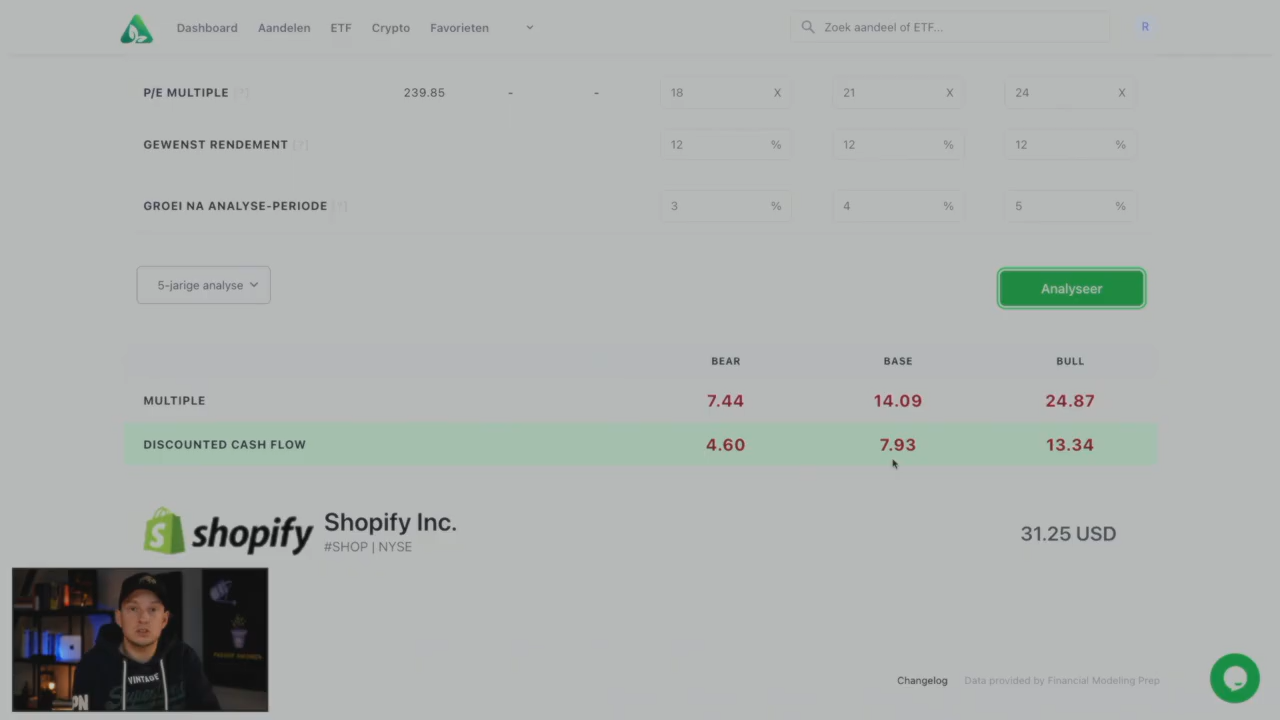 Dashboard Aandelen ETF Crypto Favorieten Zoek aandeel of ETF... R
P/E MULTIPLE [?] 239.85 - - 18 X 21 X 24 X
GEWENST RENDEMENT [?] 12 % 12 % 12 %
GROEI NA ANALYSE-PERIODE [?] 3 % 4 % 5 %
5-jarige analyse Analyseer
BEAR BASE BULL
MULTIPLE 7.44 14.09 24.87
DISCOUNTED CASH FLOW 4.60 7.93 13.34
shopify Shopify Inc. 31.25 USD
#SHOP | NYSE
VINTAGE
Changelog Data provided by Financial Modeling Prep